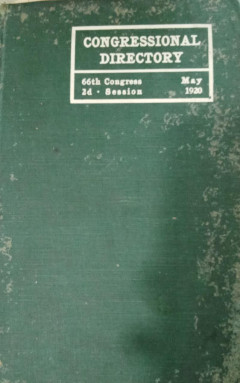 CONGRESSIONAL
DIRECTORY
66th Congress May
2d - Session 1920